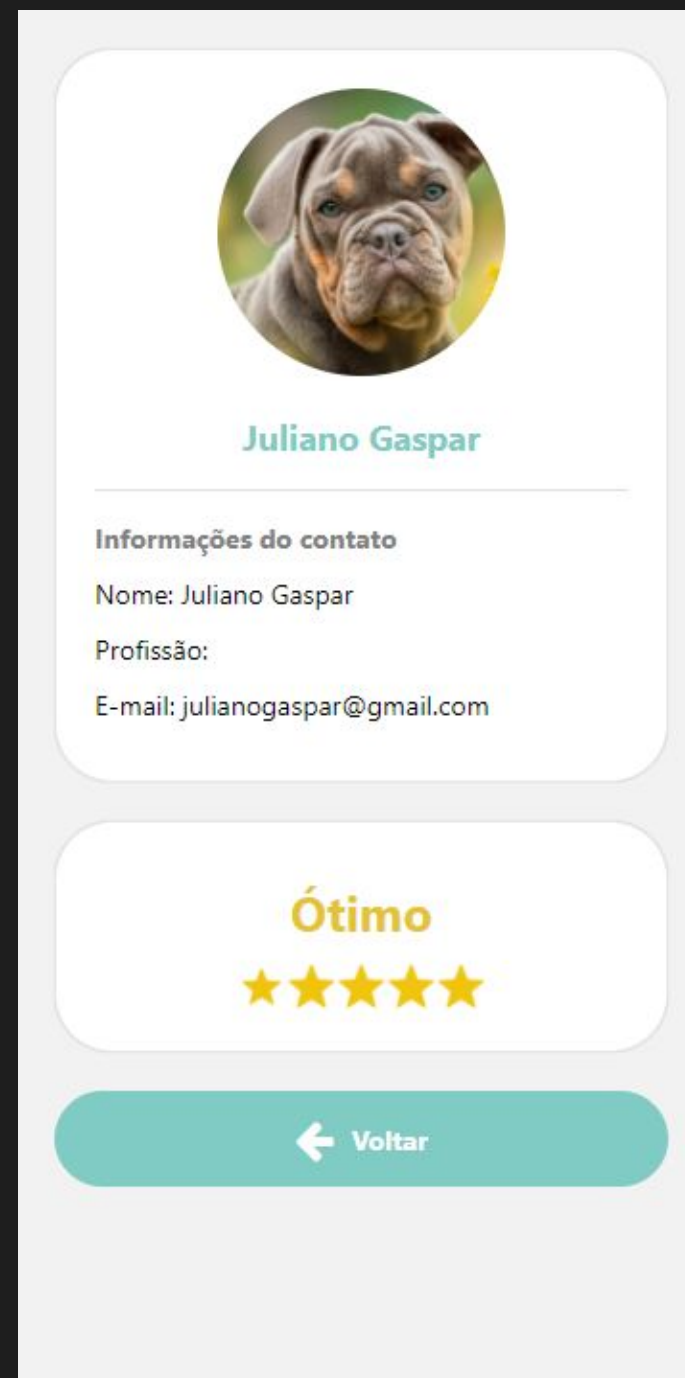 Juliano Gaspar
Informações do contato
Nome: Juliano Gaspar
Profissão:
E-mail: julianogaspar@gmail.com
Ótimo
Voltar